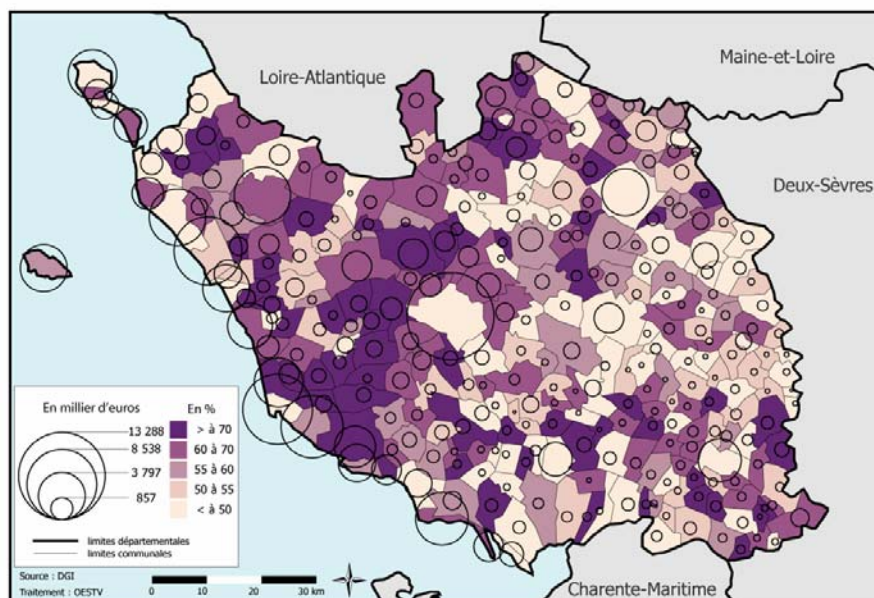 Maine-et-Loire
Loire-Atlantique
Deux-Sèvres
En millier d'euros
En %
13 288
8 538
3 797
857
> à 70
60 à 70
55 à 60
50 à 55
< à 50
limites départementales
limites communales
Source : DGI
Traitement : OESTV
0 10 20 30 km
Charente-Maritime